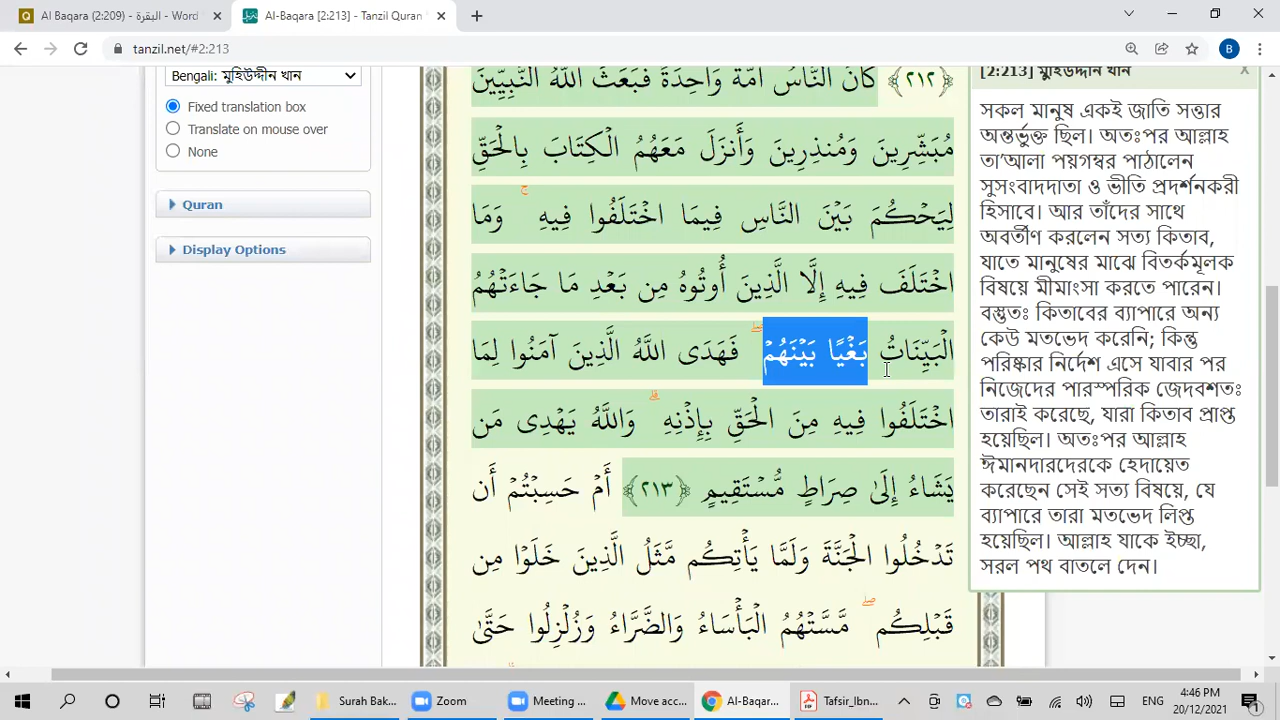 Al Baqara (2:209) - البقرة - Word
Al-Baqara [2:213] - Tanzil Quran
tanzil.net/#2:213
Bengali: মুহিউদ্দীন খান
Fixed translation box
Translate on mouse over
None
Quran
Display Options
﴿٢١٢﴾ كَانَ النَّاسُ أُمَّةً وَاحِدَةً فَبَعَثَ اللَّهُ النَّبِيِّينَ
مُبَشِّرِينَ وَمُنذِرِينَ وَأَنزَلَ مَعَهُمُ الْكِتَابَ بِالْحَقِّ
لِيَحْكُمَ بَيْنَ النَّاسِ فِيمَا اخْتَلَفُوا فِيهِ ۚ وَمَا
اخْتَلَفَ فِيهِ إِلَّا الَّذِينَ أُوتُوهُ مِن بَعْدِ مَا جَاءَتْهُمُ
الْبَيِّنَاتُ بَغْيًا بَيْنَهُمْ ۖ فَهَدَى اللَّهُ الَّذِينَ آمَنُوا لِمَا
اخْتَلَفُوا فِيهِ مِنَ الْحَقِّ بِإِذْنِهِ ۗ وَاللَّهُ يَهْدِي مَن
يَشَاءُ إِلَىٰ صِرَاطٍ مُّسْتَقِيمٍ ﴿٢١٣﴾ أَمْ حَسِبْتُمْ أَن
تَدْخُلُوا الْجَنَّةَ وَلَمَّا يَأْتِكُم مَّثَلُ الَّذِينَ خَلَوْا مِن
قَبْلِكُم ۖ مَّسَّتْهُمُ الْبَأْسَاءُ وَالضَّرَّاءُ وَزُلْزِلُوا حَتَّىٰ
[2:213] মুহিউদ্দীন খান
x
সকল মানুষ একই জাতি সত্তার
অন্তর্ভুক্ত ছিল। অতঃপর আল্লাহ
তা’আলা পয়গম্বর পাঠালেন
সুসংবাদদাতা ও ভীতি প্রদর্শনকরী
হিসাবে। আর তাঁদের সাথে
অবর্তীণ করলেন সত্য কিতাব,
যাতে মানুষের মাঝে বিতর্কমূলক
বিষয়ে মীমাংসা করতে পারেন।
বস্তুতঃ কিতাবের ব্যাপারে অন্য
কেউ মতভেদ করেনি; কিন্তু
পরিষ্কার নির্দেশ এসে যাবার পর
নিজেদের পারস্পরিক জেদবশতঃ
তারাই করেছে, যারা কিতাব প্রাপ্ত
হয়েছিল। অতঃপর আল্লাহ
ঈমানদারদেরকে হেদায়েত
করেছেন সেই সত্য বিষয়ে, যে
ব্যাপারে তারা মতভেদ লিপ্ত
হয়েছিল। আল্লাহ যাকে ইচ্ছা,
সরল পথ বাতলে দেন।
Surah Bak...
Zoom
Meeting ...
Move acc...
Al-Baqar...
Tafsir_Ibn...
ENG
4:46 PM
20/12/2021